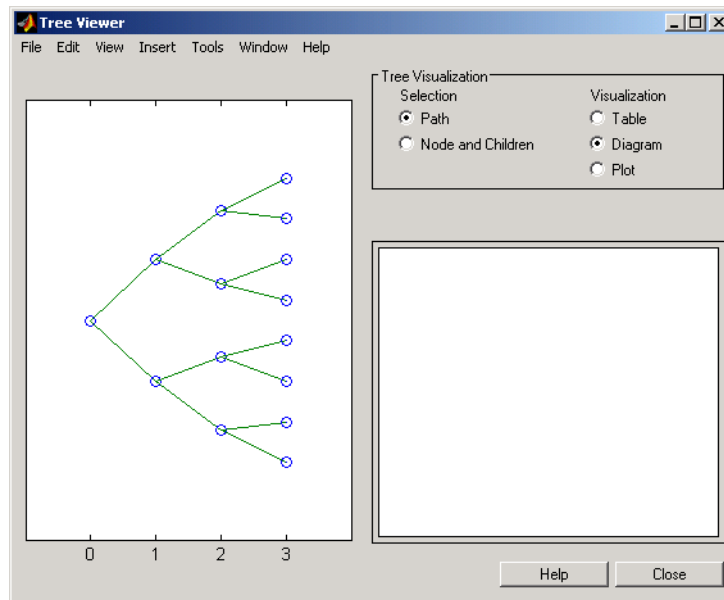 Tree Viewer
File Edit View Insert Tools Window Help
Tree Visualization
Selection
Path
Node and Children
Visualization
Table
Diagram
Plot
0 1 2 3
Help Close